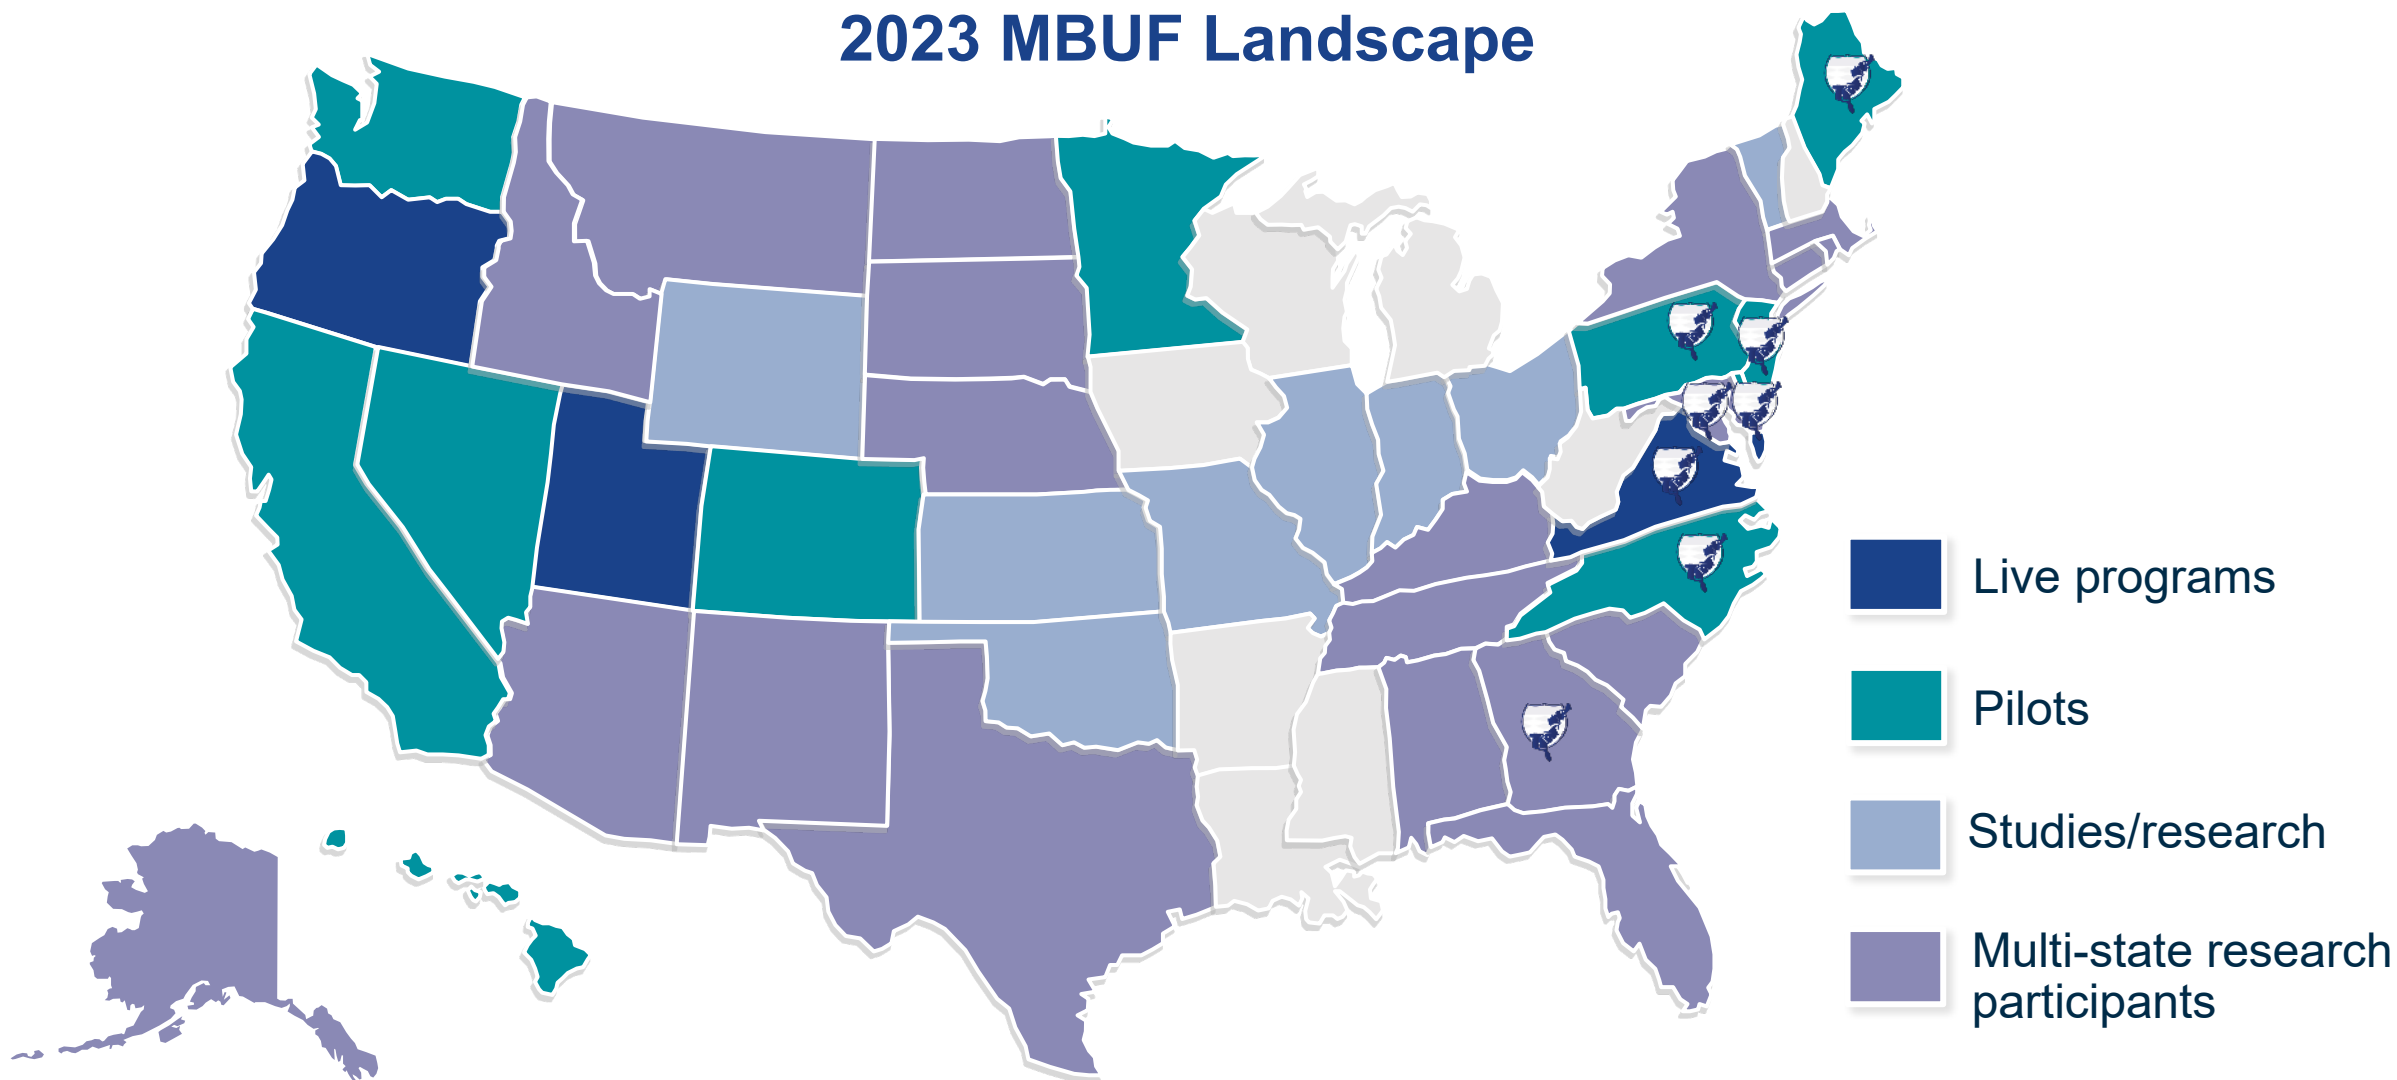 2023 MBUF Landscape
Live programs
Pilots
Studies/research
Multi-state research
participants